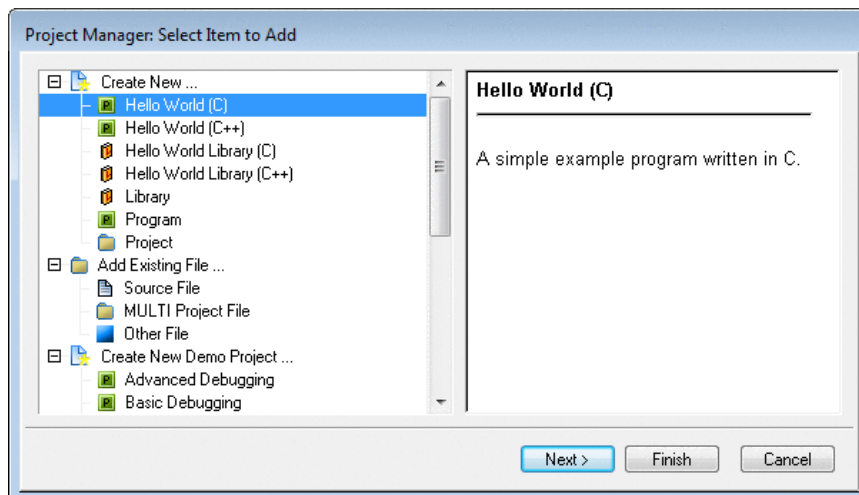 Project Manager: Select Item to Add
Create New ...
Hello World (C)
Hello World (C++)
Hello World Library (C)
Hello World Library (C++)
Library
Program
Project
Add Existing File ...
Source File
MULTI Project File
Other File
Create New Demo Project ...
Advanced Debugging
Basic Debugging
Hello World (C)
A simple example program written in C.
Next >
Finish
Cancel